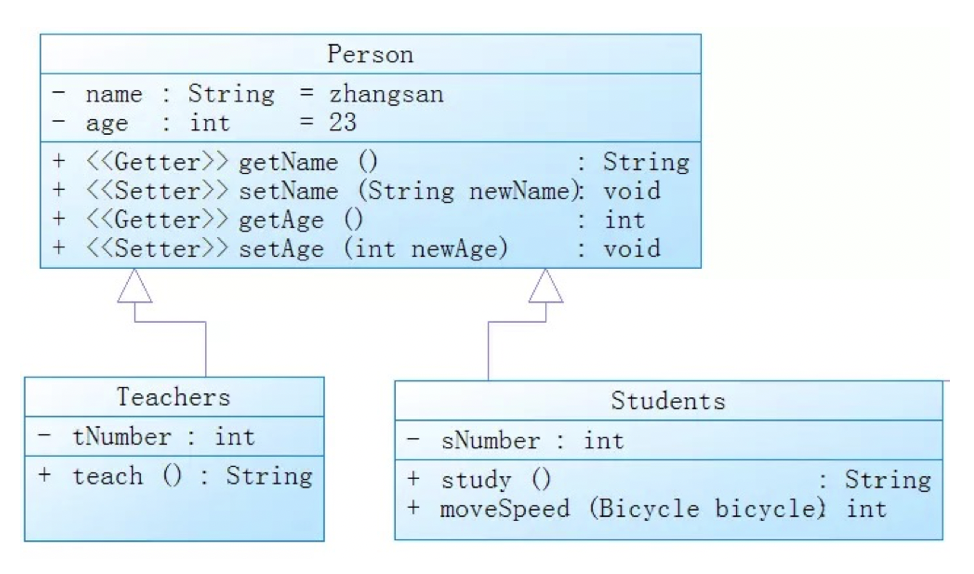 Person
- name : String = zhangsan
- age : int = 23
+ <<Getter>> getName () : String
+ <<Setter>> setName (String newName): void
+ <<Getter>> getAge () : int
+ <<Setter>> setAge (int newAge) : void
Teachers
- tNumber : int
+ teach () : String
Students
- sNumber : int
+ study () : String
+ moveSpeed (Bicycle bicycle): int